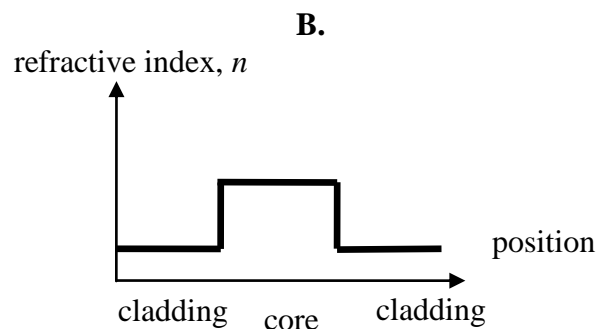 B.
refractive index, n
position
cladding core cladding